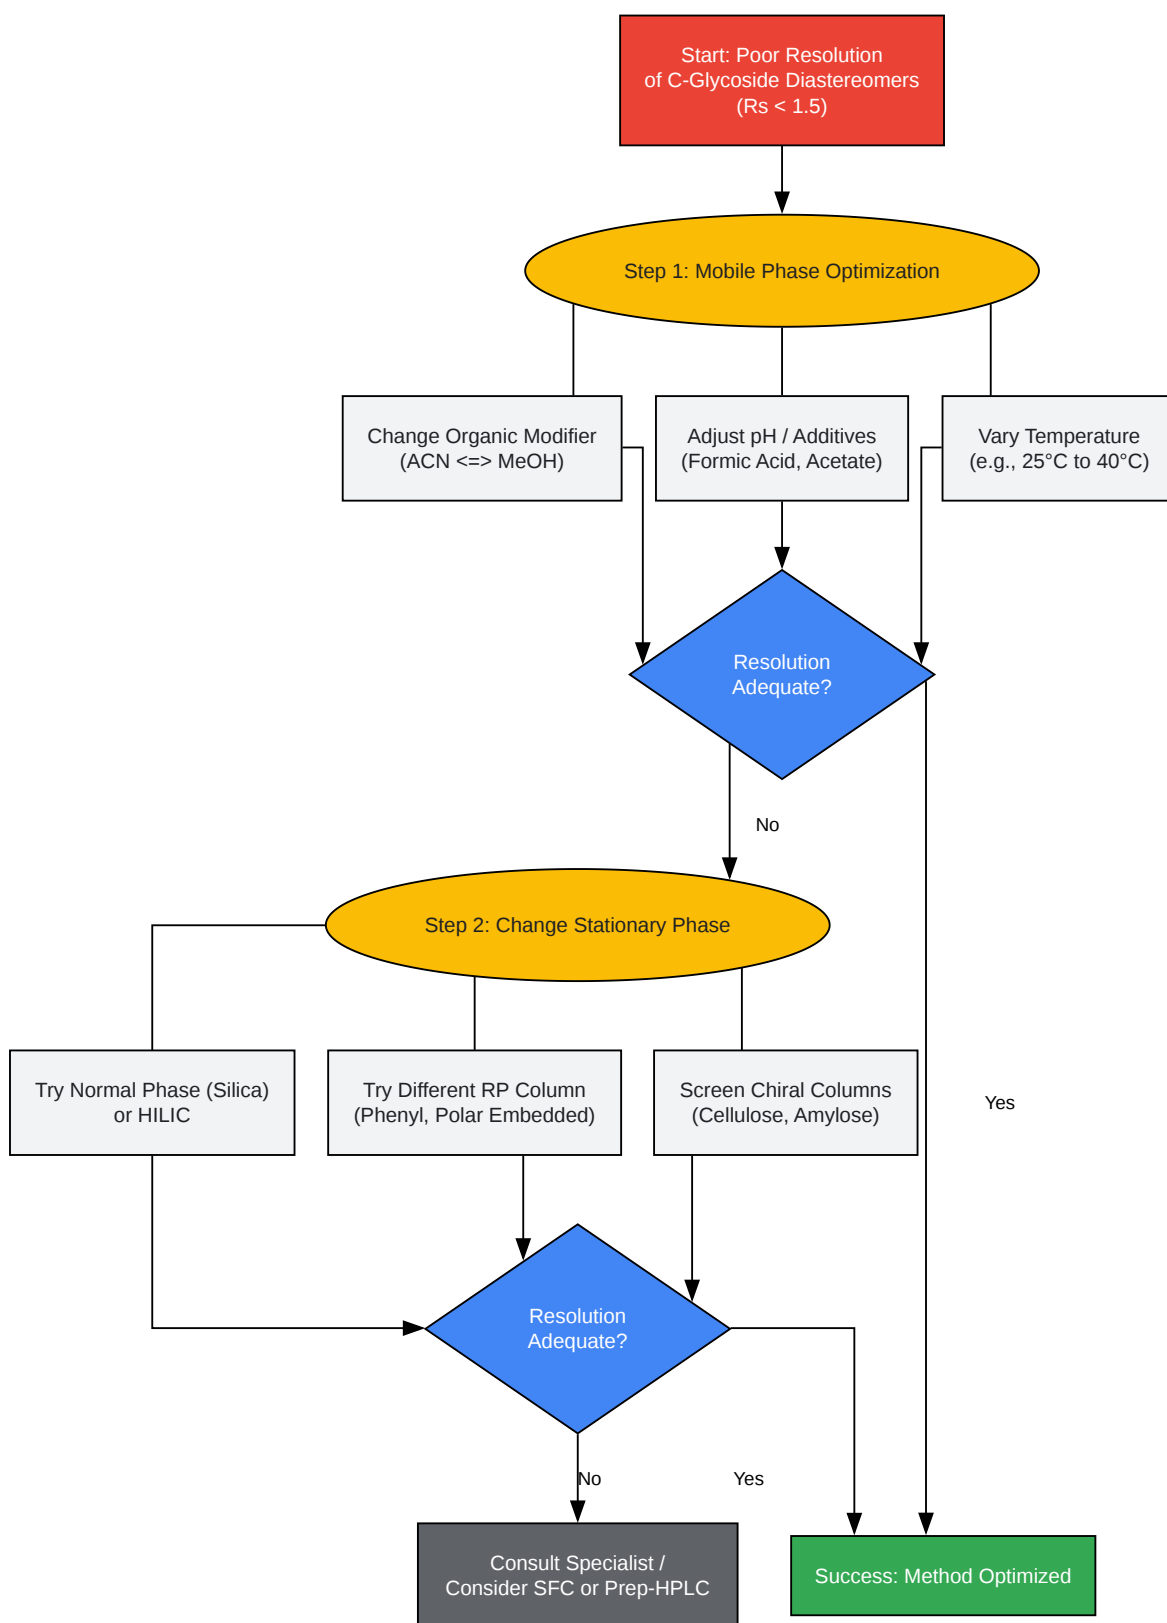 Start: Poor Resolution
of C-Glycoside Diastereomers
(Rs < 1.5)
Step 1: Mobile Phase Optimization
Change Organic Modifier
(ACN <=> MeOH)
Adjust pH / Additives
(Formic Acid, Acetate)
Vary Temperature
(e.g., 25°C to 40°C)
Resolution
Adequate?
No
Step 2: Change Stationary Phase
Try Normal Phase (Silica)
or HILIC
Try Different RP Column
(Phenyl, Polar Embedded)
Screen Chiral Columns
(Cellulose, Amylose)
Yes
Resolution
Adequate?
No
Yes
Consult Specialist /
Consider SFC or Prep-HPLC
Success: Method Optimized